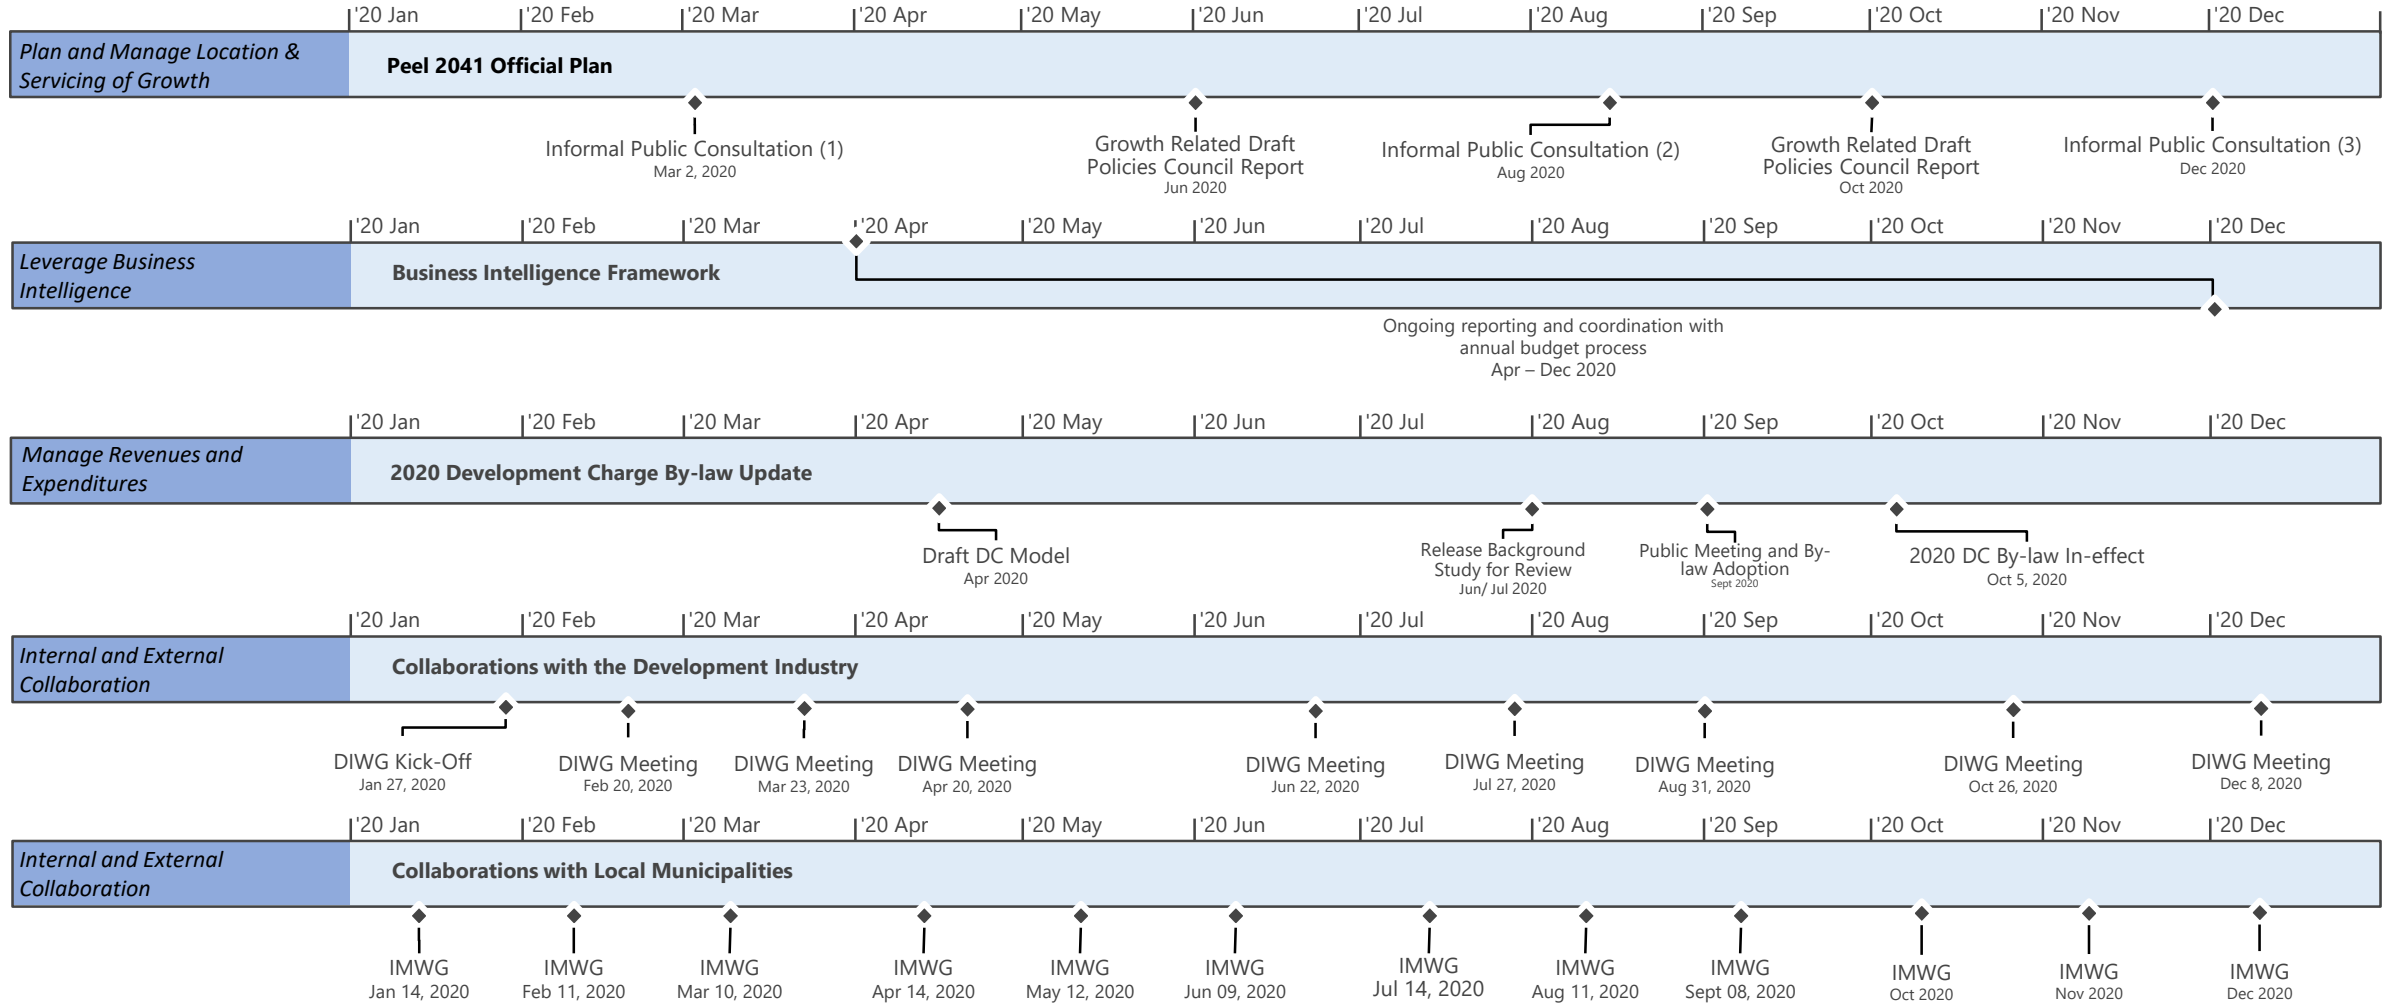 '20 Jan '20 Feb '20 Mar '20 Apr '20 May '20 Jun '20 Jul '20 Aug '20 Sep '20 Oct '20 Nov '20 Dec
Plan and Manage Location &
Servicing of Growth
Peel 2041 Official Plan
Informal Public Consultation (1)
Mar 2, 2020
Growth Related Draft
Policies Council Report
Jun 2020
Informal Public Consultation (2)
Aug 2020
Growth Related Draft
Policies Council Report
Oct 2020
Informal Public Consultation (3)
Dec 2020
'20 Jan '20 Feb '20 Mar '20 Apr '20 May '20 Jun '20 Jul '20 Aug '20 Sep '20 Oct '20 Nov '20 Dec
Leverage Business
Intelligence
Business Intelligence Framework
Ongoing reporting and coordination with
annual budget process
Apr – Dec 2020
'20 Jan '20 Feb '20 Mar '20 Apr '20 May '20 Jun '20 Jul '20 Aug '20 Sep '20 Oct '20 Nov '20 Dec
Manage Revenues and
Expenditures
2020 Development Charge By-law Update
Draft DC Model
Apr 2020
Release Background
Study for Review
Jun/ Jul 2020
Public Meeting and By-
law Adoption
Sept 2020
2020 DC By-law In-effect
Oct 5, 2020
'20 Jan '20 Feb '20 Mar '20 Apr '20 May '20 Jun '20 Jul '20 Aug '20 Sep '20 Oct '20 Nov '20 Dec
Internal and External
Collaboration
Collaborations with the Development Industry
DIWG Kick-Off
Jan 27, 2020
DIWG Meeting
Feb 20, 2020
DIWG Meeting
Mar 23, 2020
DIWG Meeting
Apr 20, 2020
DIWG Meeting
Jun 22, 2020
DIWG Meeting
Jul 27, 2020
DIWG Meeting
Aug 31, 2020
DIWG Meeting
Oct 26, 2020
DIWG Meeting
Dec 8, 2020
'20 Jan '20 Feb '20 Mar '20 Apr '20 May '20 Jun '20 Jul '20 Aug '20 Sep '20 Oct '20 Nov '20 Dec
Internal and External
Collaboration
Collaborations with Local Municipalities
IMWG
Jan 14, 2020
IMWG
Feb 11, 2020
IMWG
Mar 10, 2020
IMWG
Apr 14, 2020
IMWG
May 12, 2020
IMWG
Jun 09, 2020
IMWG
Jul 14, 2020
IMWG
Aug 11, 2020
IMWG
Sept 08, 2020
IMWG
Oct 2020
IMWG
Nov 2020
IMWG
Dec 2020